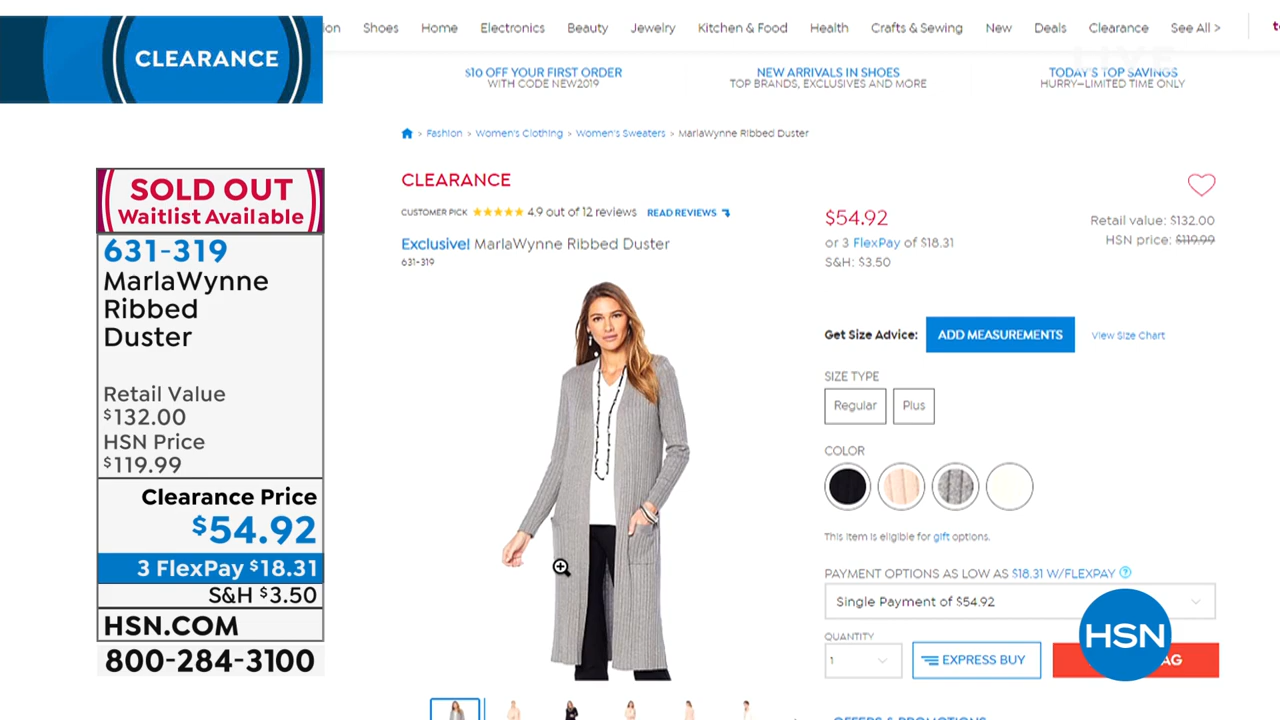 CLEARANCE
Shoes Home Electronics Beauty Jewelry Kitchen & Food Health Crafts & Sewing New Deals Clearance See All >
LIVE
$10 OFF YOUR FIRST ORDER
WITH CODE NEW2019
NEW ARRIVALS IN SHOES
TOP BRANDS, EXCLUSIVES AND MORE
TODAY'S TOP SAVINGS
HURRY—LIMITED TIME ONLY
> Fashion > Women's Clothing > Women's Sweaters > MarlaWynne Ribbed Duster
SOLD OUT
Waitlist Available
631-319
MarlaWynne
Ribbed
Duster
Retail Value
$132.00
HSN Price
$119.99
Clearance Price
$54.92
3 FlexPay $18.31
S&H $3.50
HSN.COM
800-284-3100
CLEARANCE
CUSTOMER PICK 4.9 out of 12 reviews READ REVIEWS
Exclusive! MarlaWynne Ribbed Duster
631-319
$54.92
or 3 FlexPay of $18.31
S&H: $3.50
Retail value: $132.00
HSN price: $119.99
Get Size Advice: ADD MEASUREMENTS View Size Chart
SIZE TYPE
Regular Plus
COLOR
This item is eligible for gift options.
PAYMENT OPTIONS AS LOW AS $18.31 W/FLEXPAY ?
Single Payment of $54.92
QUANTITY
1
EXPRESS BUY
HSN
OFFERS & PROMOTIONS